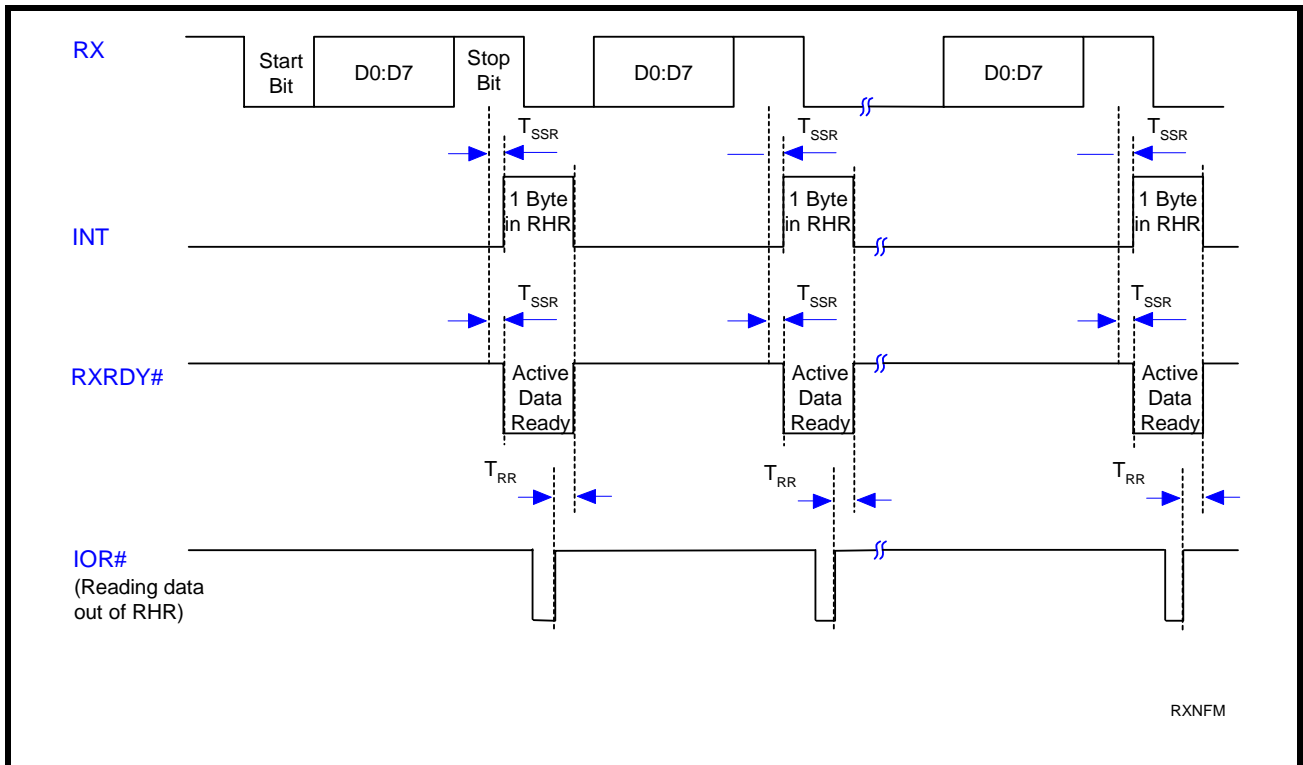 RX
Start
Bit
D0:D7
Stop
Bit
D0:D7
D0:D7
TSSR
TSSR
TSSR
1 Byte
in RHR
1 Byte
in RHR
1 Byte
in RHR
INT
TSSR
TSSR
TSSR
RXRDY#
Active
Data
Ready
Active
Data
Ready
Active
Data
Ready
TRR
TRR
TRR
IOR#
(Reading data
out of RHR)
RXNFM